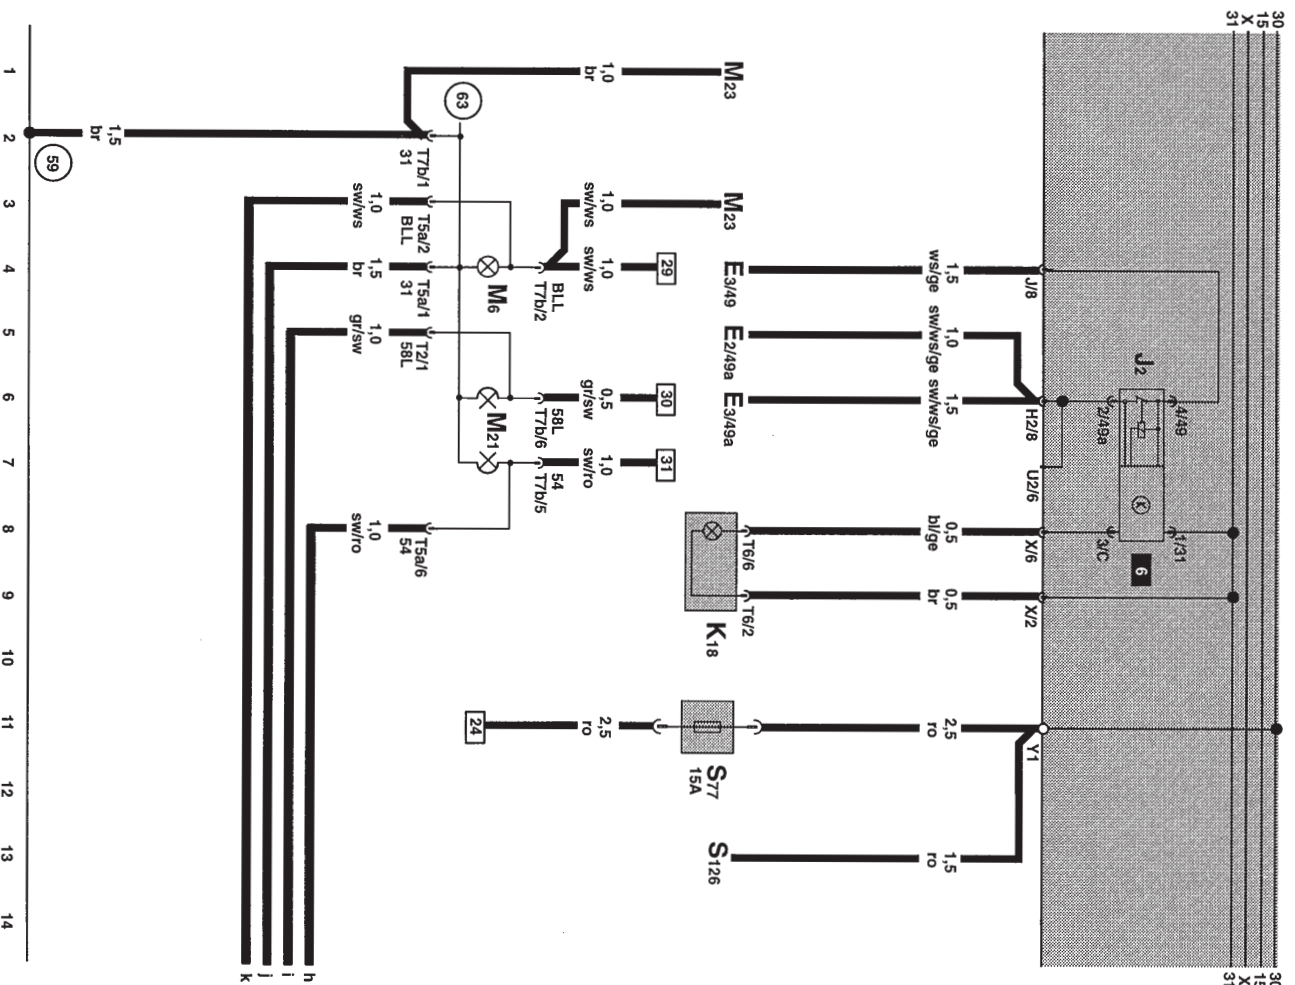 30
15
X
31
J/8
H2/8
U2/6
X/6
X/2
Y1
J2
4/49
2/49a
K
1/31
3/C
6
1,5
ws/ge
1,0
sw/ws/ge
1,5
sw/ws/ge
0,5
bl/ge
0,5
br
2,5
ro
1,5
ro
M23
M23
E3/49
E2/49a
E3/49a
T6/6
T6/2
K18
S77
15A
S126
29
30
31
24
1,0
br
1,0
sw/ws
1,0
sw/ws
0,5
gr/sw
1,0
sw/ro
2,5
ro
BLL
T7b/2
58L
T7b/6
54
T7b/5
63
M6
M21
T7b/1
31
T5a/2
BLL
T5a/1
31
T2/1
58L
T5a/6
54
1,5
br
1,0
sw/ws
1,5
br
1,0
gr/sw
1,0
sw/ro
59
h
i
j
k
30
X
31
1
2
3
4
5
6
7
8
9
10
11
12
13
14